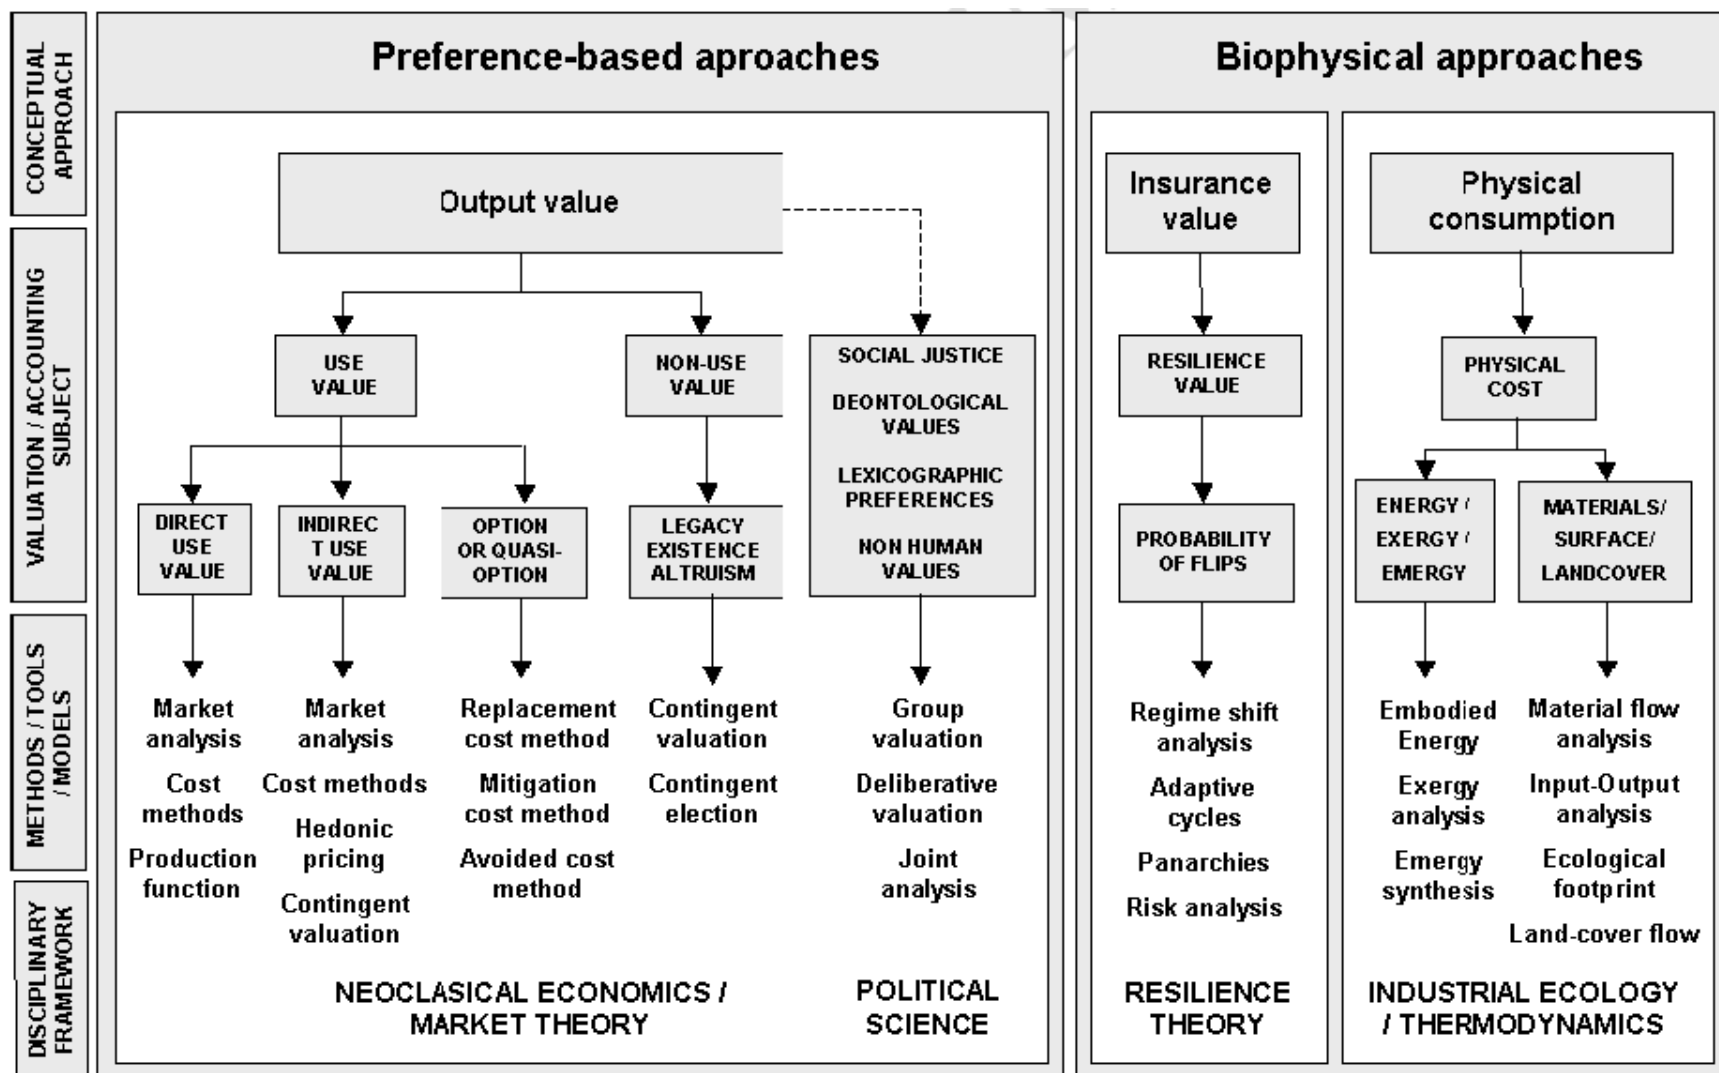 CONCEPTUAL
APPROACH
VALUATION / ACCOUNTING
SUBJECT
METHODS / TOOLS
/ MODELS
DISCIPLINARY
FRAMEWORK
Preference-based aproaches
Output value
USE
VALUE
NON-USE
VALUE
SOCIAL JUSTICE
DEONTOLOGICAL
VALUES
LEXICOGRAPHIC
PREFERENCES
NON HUMAN
VALUES
DIRECT
USE
VALUE
INDIREC
T USE
VALUE
OPTION
OR QUASI-
OPTION
LEGACY
EXISTENCE
ALTRUISM
Market
analysis
Cost
methods
Production
function
Market
analysis
Cost methods
Hedonic
pricing
Contingent
valuation
Replacement
cost method
Mitigation
cost method
Avoided cost
method
Contingent
valuation
Contingent
election
Group
valuation
Deliberative
valuation
Joint
analysis
NEOCLASICAL ECONOMICS /
MARKET THEORY
POLITICAL
SCIENCE
Biophysical approaches
Insurance
value
RESILIENCE
VALUE
PROBABILITY
OF FLIPS
Regime shift
analysis
Adaptive
cycles
Panarchies
Risk analysis
RESILIENCE
THEORY
Physical
consumption
PHYSICAL
COST
ENERGY /
EXERGY /
EMERGY
MATERIALS/
SURFACE/
LANDCOVER
Embodied
Energy
Exergy
analysis
Emergy
synthesis
Material flow
analysis
Input-Output
analysis
Ecological
footprint
Land-cover flow
INDUSTRIAL ECOLOGY
/ THERMODYNAMICS